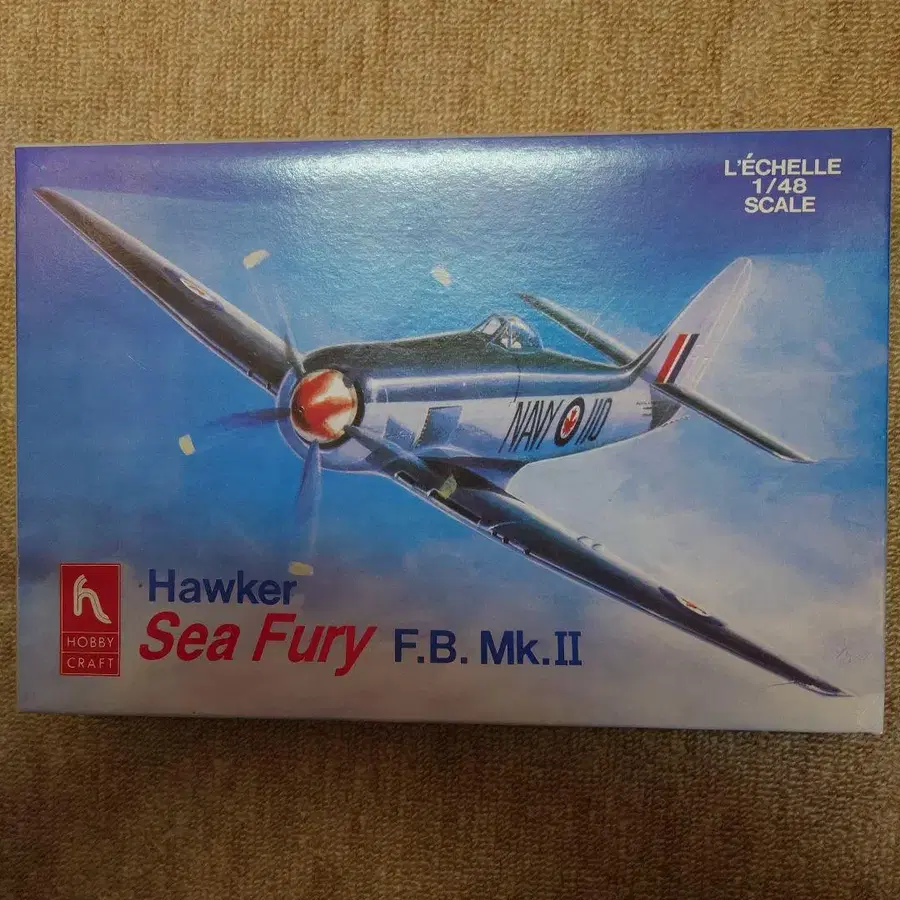 L'ÉCHELLE
1/48
SCALE
NAVY 110
Hawker
Sea Fury F.B. Mk.II
h
HOBBY
CRAFT